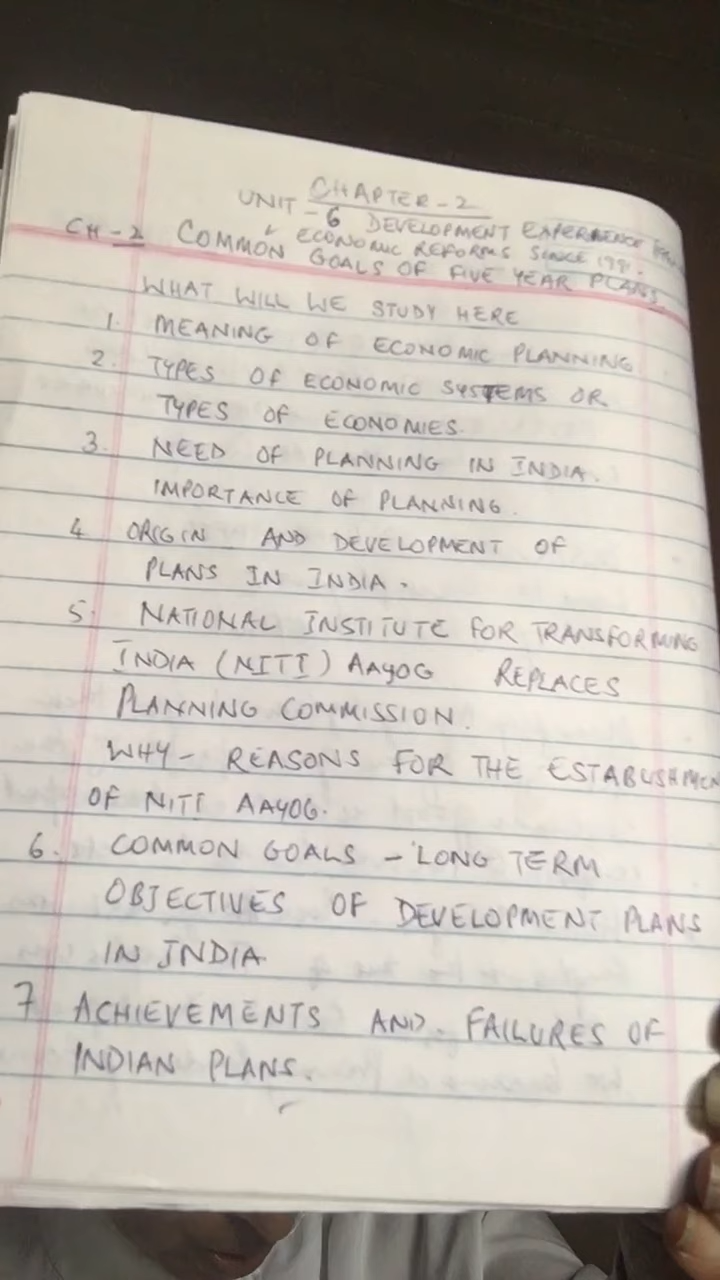 CHAPTER-2
UNIT-6 DEVELOPMENT EXPERIENCE
& ECONOMIC REFORMS SINCE 199
CH-2 COMMON GOALS OF FIVE YEAR PLANS
WHAT WILL WE STUDY HERE
1. MEANING OF ECONOMIC PLANNING
2. TYPES OF ECONOMIC SYSTEMS OR
TYPES OF ECONOMIES.
3. NEED OF PLANNING IN INDIA.
IMPORTANCE OF PLANNING.
4 ORIGIN AND DEVELOPMENT OF
PLANS IN INDIA.
5. NATIONAL INSTITUTE FOR TRANSFORMING
INDIA (NITI) AAYOG REPLACES
PLANNING COMMISSION.
WHY - REASONS FOR THE ESTABLISHMEN
OF NITI AAYOG.
6. COMMON GOALS - LONG TERM
OBJECTIVES OF DEVELOPMENT PLANS
IN INDIA
7 ACHIEVEMENTS AND FAILURES OF
INDIAN PLANS.